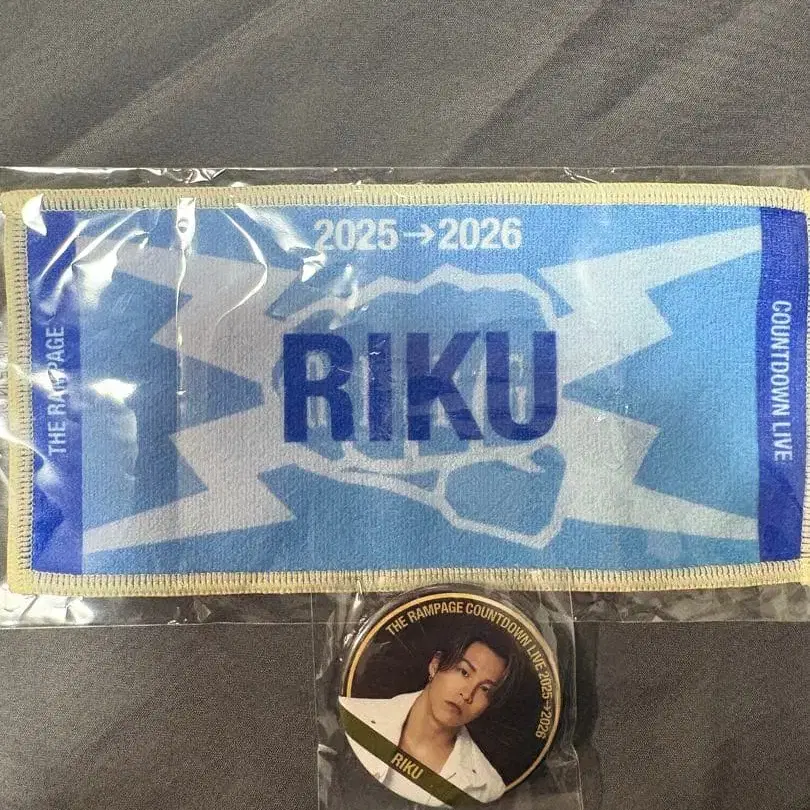 2025→2026
THE RAMPAGE
RIKU
COUNTDOWN LIVE
THE RAMPAGE COUNTDOWN LIVE 2025→2026
RIKU